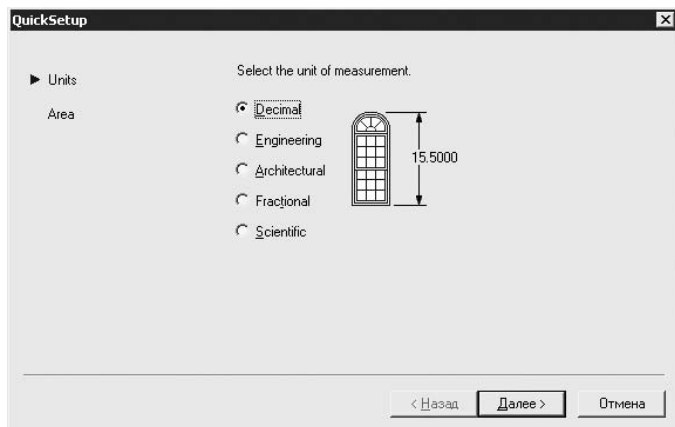 QuickSetup
Units
Area
Select the unit of measurement.
Decimal
Engineering
Architectural
Fractional
Scientific
15.5000
< Назад
Далее >
Отмена